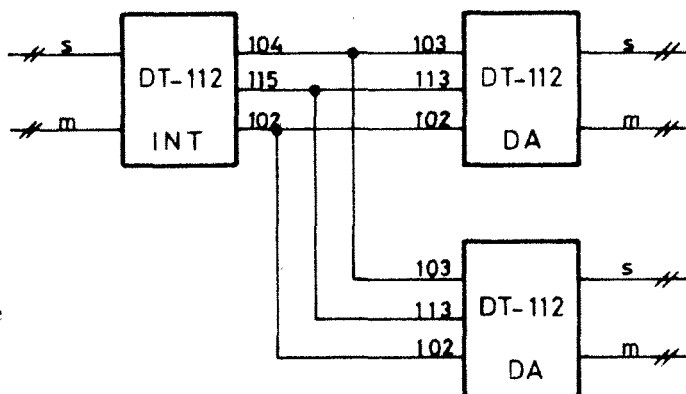 s 104 103 s
DT-112 115 113 DT-112
m 102 102 m
INT DA
103 s
113 DT-112
102 m
DA
e